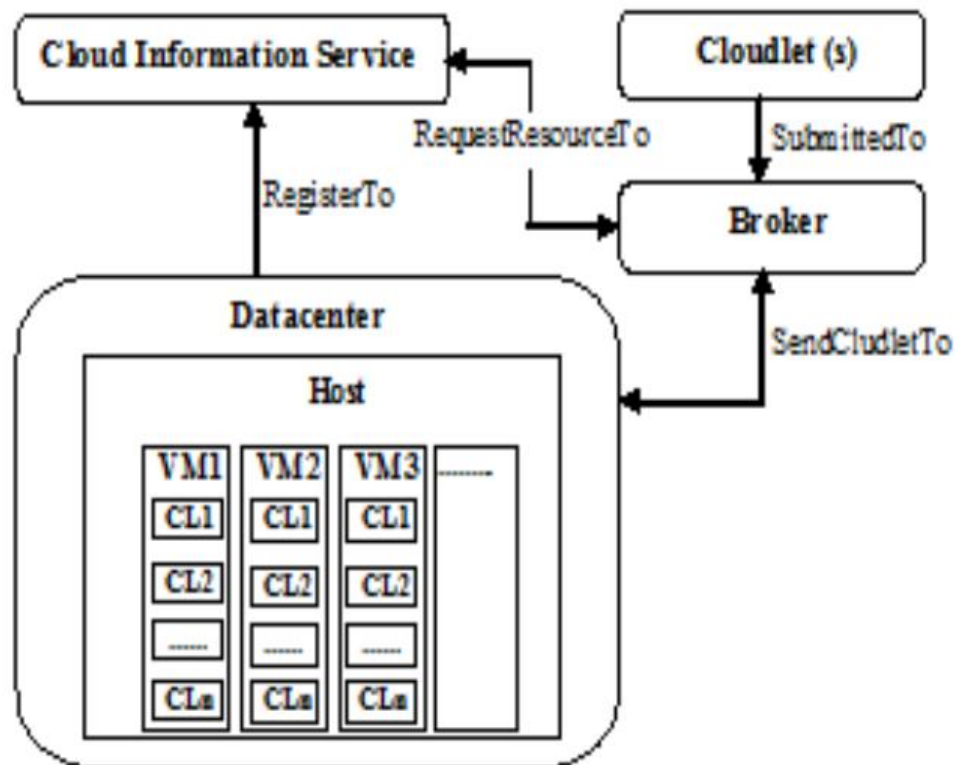 Cloud Information Service
Cloudlet (s)
RequestResourceTo
SubmittedTo
RegisterTo
Broker
Datacenter
SendCludletTo
Host
VM1 VM2 VM3 ---------
CL1 CL1 CL1
CL2 CL2 CL2
------ ------ ------
CLn CLn CLn